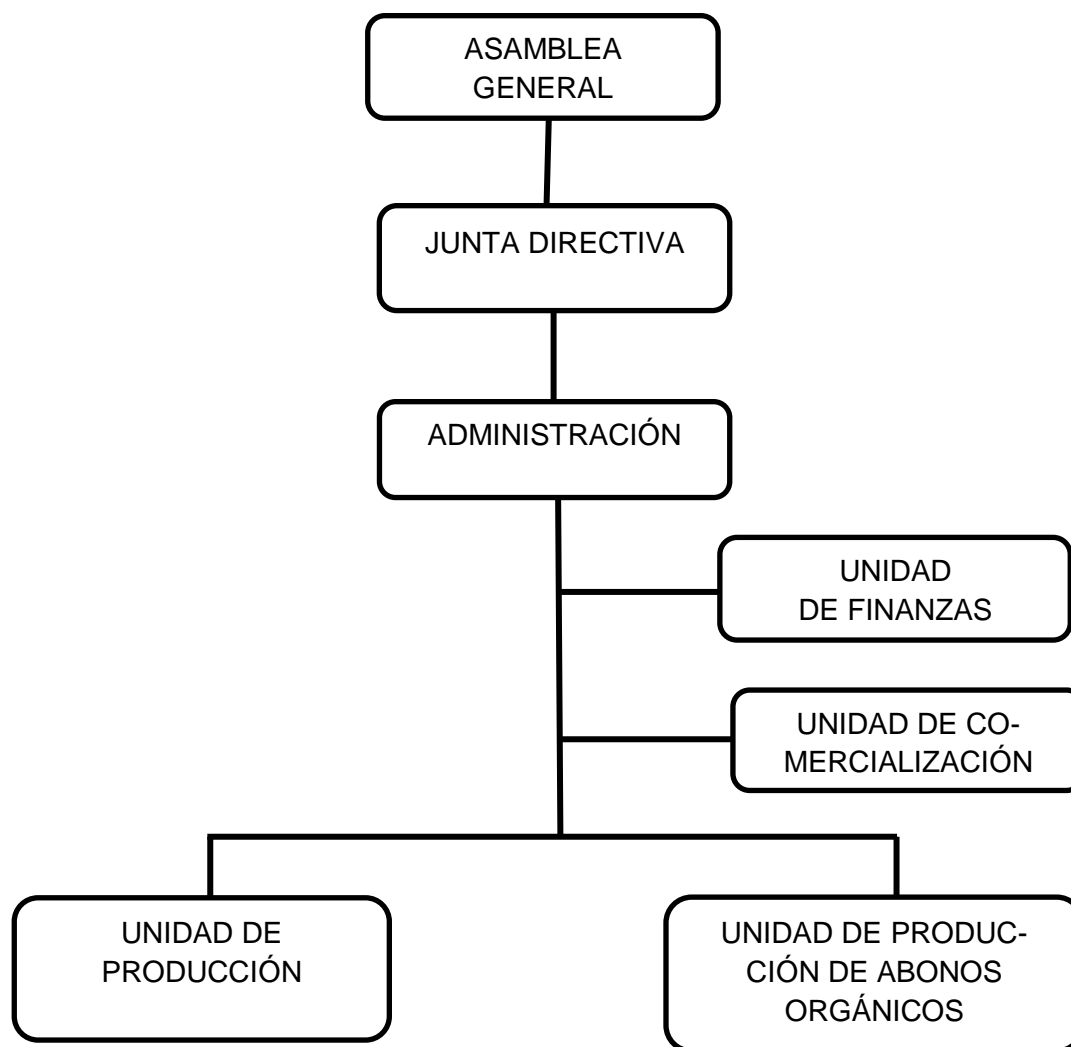 ASAMBLEA
GENERAL
JUNTA DIRECTIVA
ADMINISTRACIÓN
UNIDAD
DE FINANZAS
UNIDAD DE CO-
MERCIALIZACIÓN
UNIDAD DE
PRODUCCIÓN
UNIDAD DE PRODUC-
CIÓN DE ABONOS
ORGÁNICOS